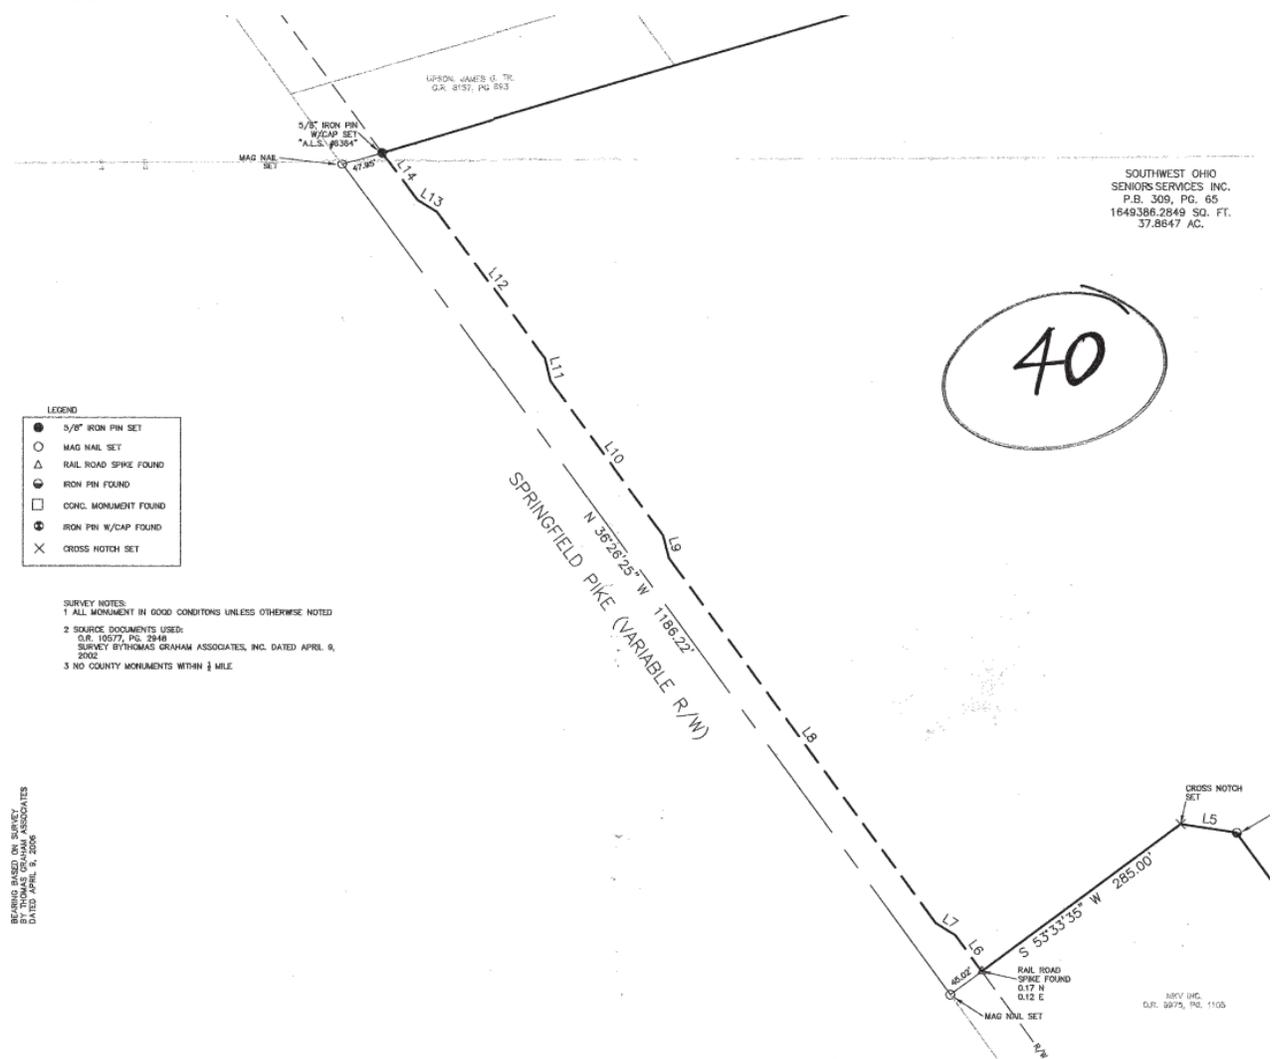 UPSON, JAMES G. TR.
O.R. 8157, PG 893
5/8" IRON PIN
W/CAP SET
"A.L.S. #6384"
MAG NAIL
SET
47.95'
L14
L13
SOUTHWEST OHIO
SENIORS SERVICES INC.
P.B. 309, PG. 65
1649386.2849 SQ. FT.
37.8647 AC.
L12
40
L11
LEGEND
5/8" IRON PIN SET
MAG NAIL SET
RAIL ROAD SPIKE FOUND
IRON PIN FOUND
CONC. MONUMENT FOUND
IRON PIN W/CAP FOUND
CROSS NOTCH SET
L10
L9
SPRINGFIELD PIKE (VARIABLE R/W)
N 36°26'25" W 1186.22'
SURVEY NOTES:
1 ALL MONUMENT IN GOOD CONDITONS UNLESS OTHERWISE NOTED
2 SOURCE DOCUMENTS USED:
O.R. 10577, PG. 2948
SURVEY BYTHOMAS GRAHAM ASSOCIATES, INC. DATED APRIL 9,
2002
3 NO COUNTY MONUMENTS WITHIN MILE
L8
BEARING BASED ON SURVEY
BY THOMAS GRAHAM ASSOCIATES
DATED APRIL 9, 2006
CROSS NOTCH
SET
L5
S 53°33'35" W 285.00'
L7
L6
45.02'
RAIL ROAD
SPIKE FOUND
0.17 N
0.12 E
MAG NAIL SET
NKV INC.
O.R. 9975, PG. 1105
R/W